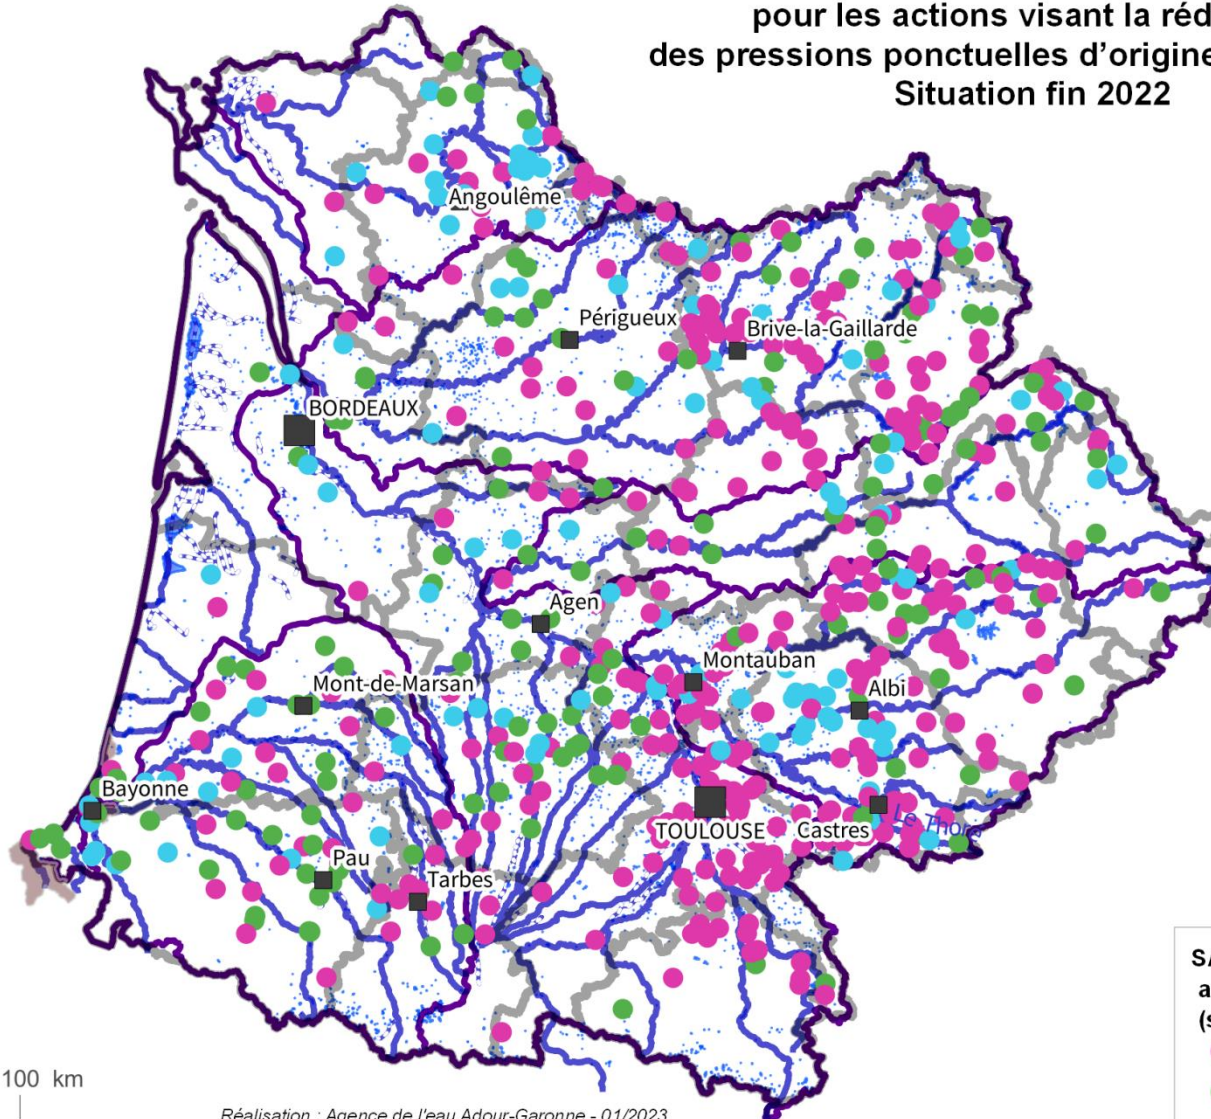 pour les actions visant la réd
des pressions ponctuelles d'origine
Situation fin 2022
Angoulême
Périgueux
Brive-la-Gaillarde
BORDEAUX
Agen
Montauban
Mont-de-Marsan
Albi
Bayonne
TOULOUSE
Castres
Le Thoré
Pau
Tarbes
SA
a
(s
100 km
Réalisation : Agence de l'eau Adour-Garonne - 01/2023